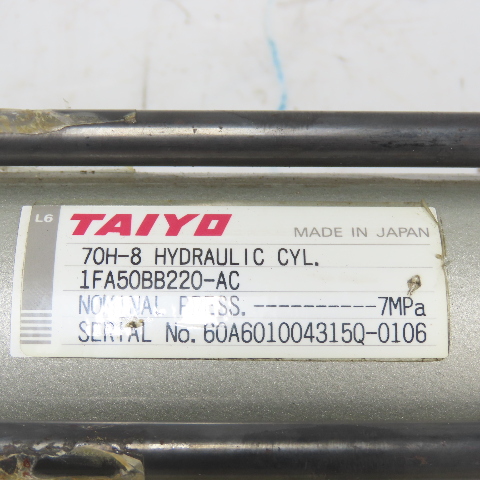 L6
TAIYO MADE IN JAPAN
70H-8 HYDRAULIC CYL.
1FA50BB220-AC
NOMINAL PRESS. ----------7MPa
SERIAL No. 60A601004315Q-0106